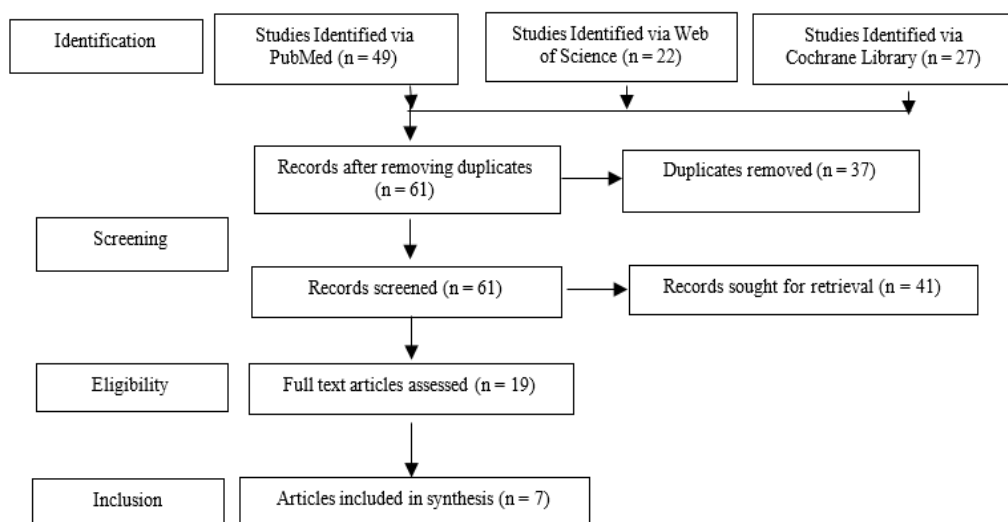 Identification
Studies Identified via
PubMed (n = 49)
Studies Identified via Web
of Science (n = 22)
Studies Identified via
Cochrane Library (n = 27)
Records after removing duplicates
(n = 61)
Duplicates removed (n = 37)
Screening
Records screened (n = 61)
Records sought for retrieval (n = 41)
Eligibility
Full text articles assessed (n = 19)
Inclusion
Articles included in synthesis (n = 7)